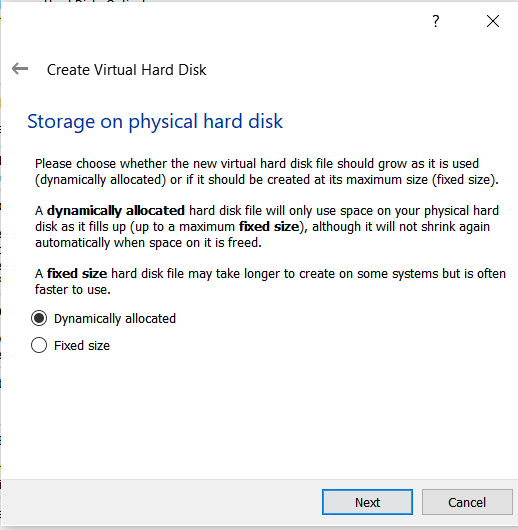 ?
Create Virtual Hard Disk
Storage on physical hard disk
Please choose whether the new virtual hard disk file should grow as it is used
(dynamically allocated) or if it should be created at its maximum size (fixed size).
A dynamically allocated hard disk file will only use space on your physical hard
disk as it fills up (up to a maximum fixed size), although it will not shrink again
automatically when space on it is freed.
A fixed size hard disk file may take longer to create on some systems but is often
faster to use.
Dynamically allocated
Fixed size
Next
Cancel